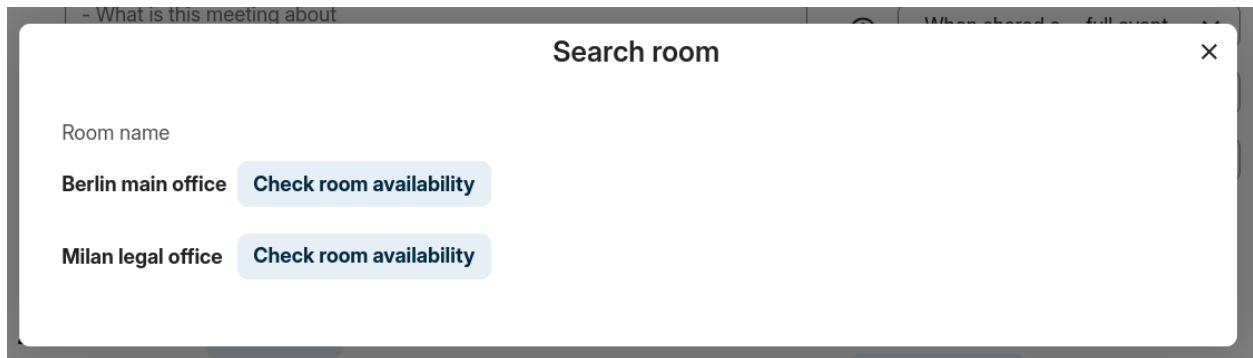 - What is this meeting about
Search room
Room name
Berlin main office Check room availability
Milan legal office Check room availability